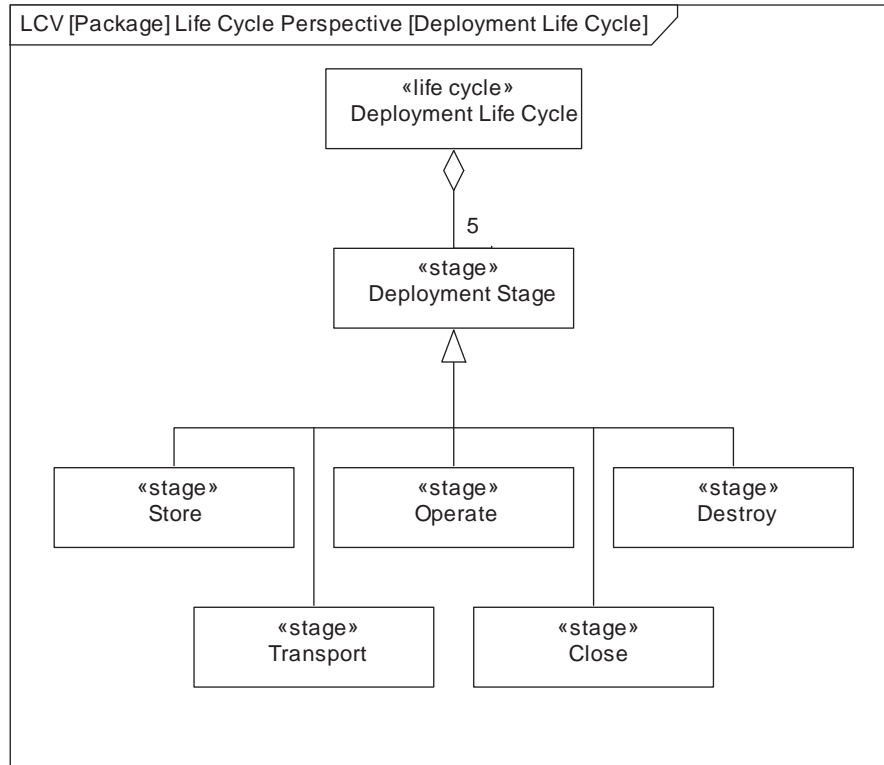 LCV [Package] Life Cycle Perspective [Deployment Life Cycle]
«life cycle»
Deployment Life Cycle
5
«stage»
Deployment Stage
«stage»
Store
«stage»
Operate
«stage»
Destroy
«stage»
Transport
«stage»
Close